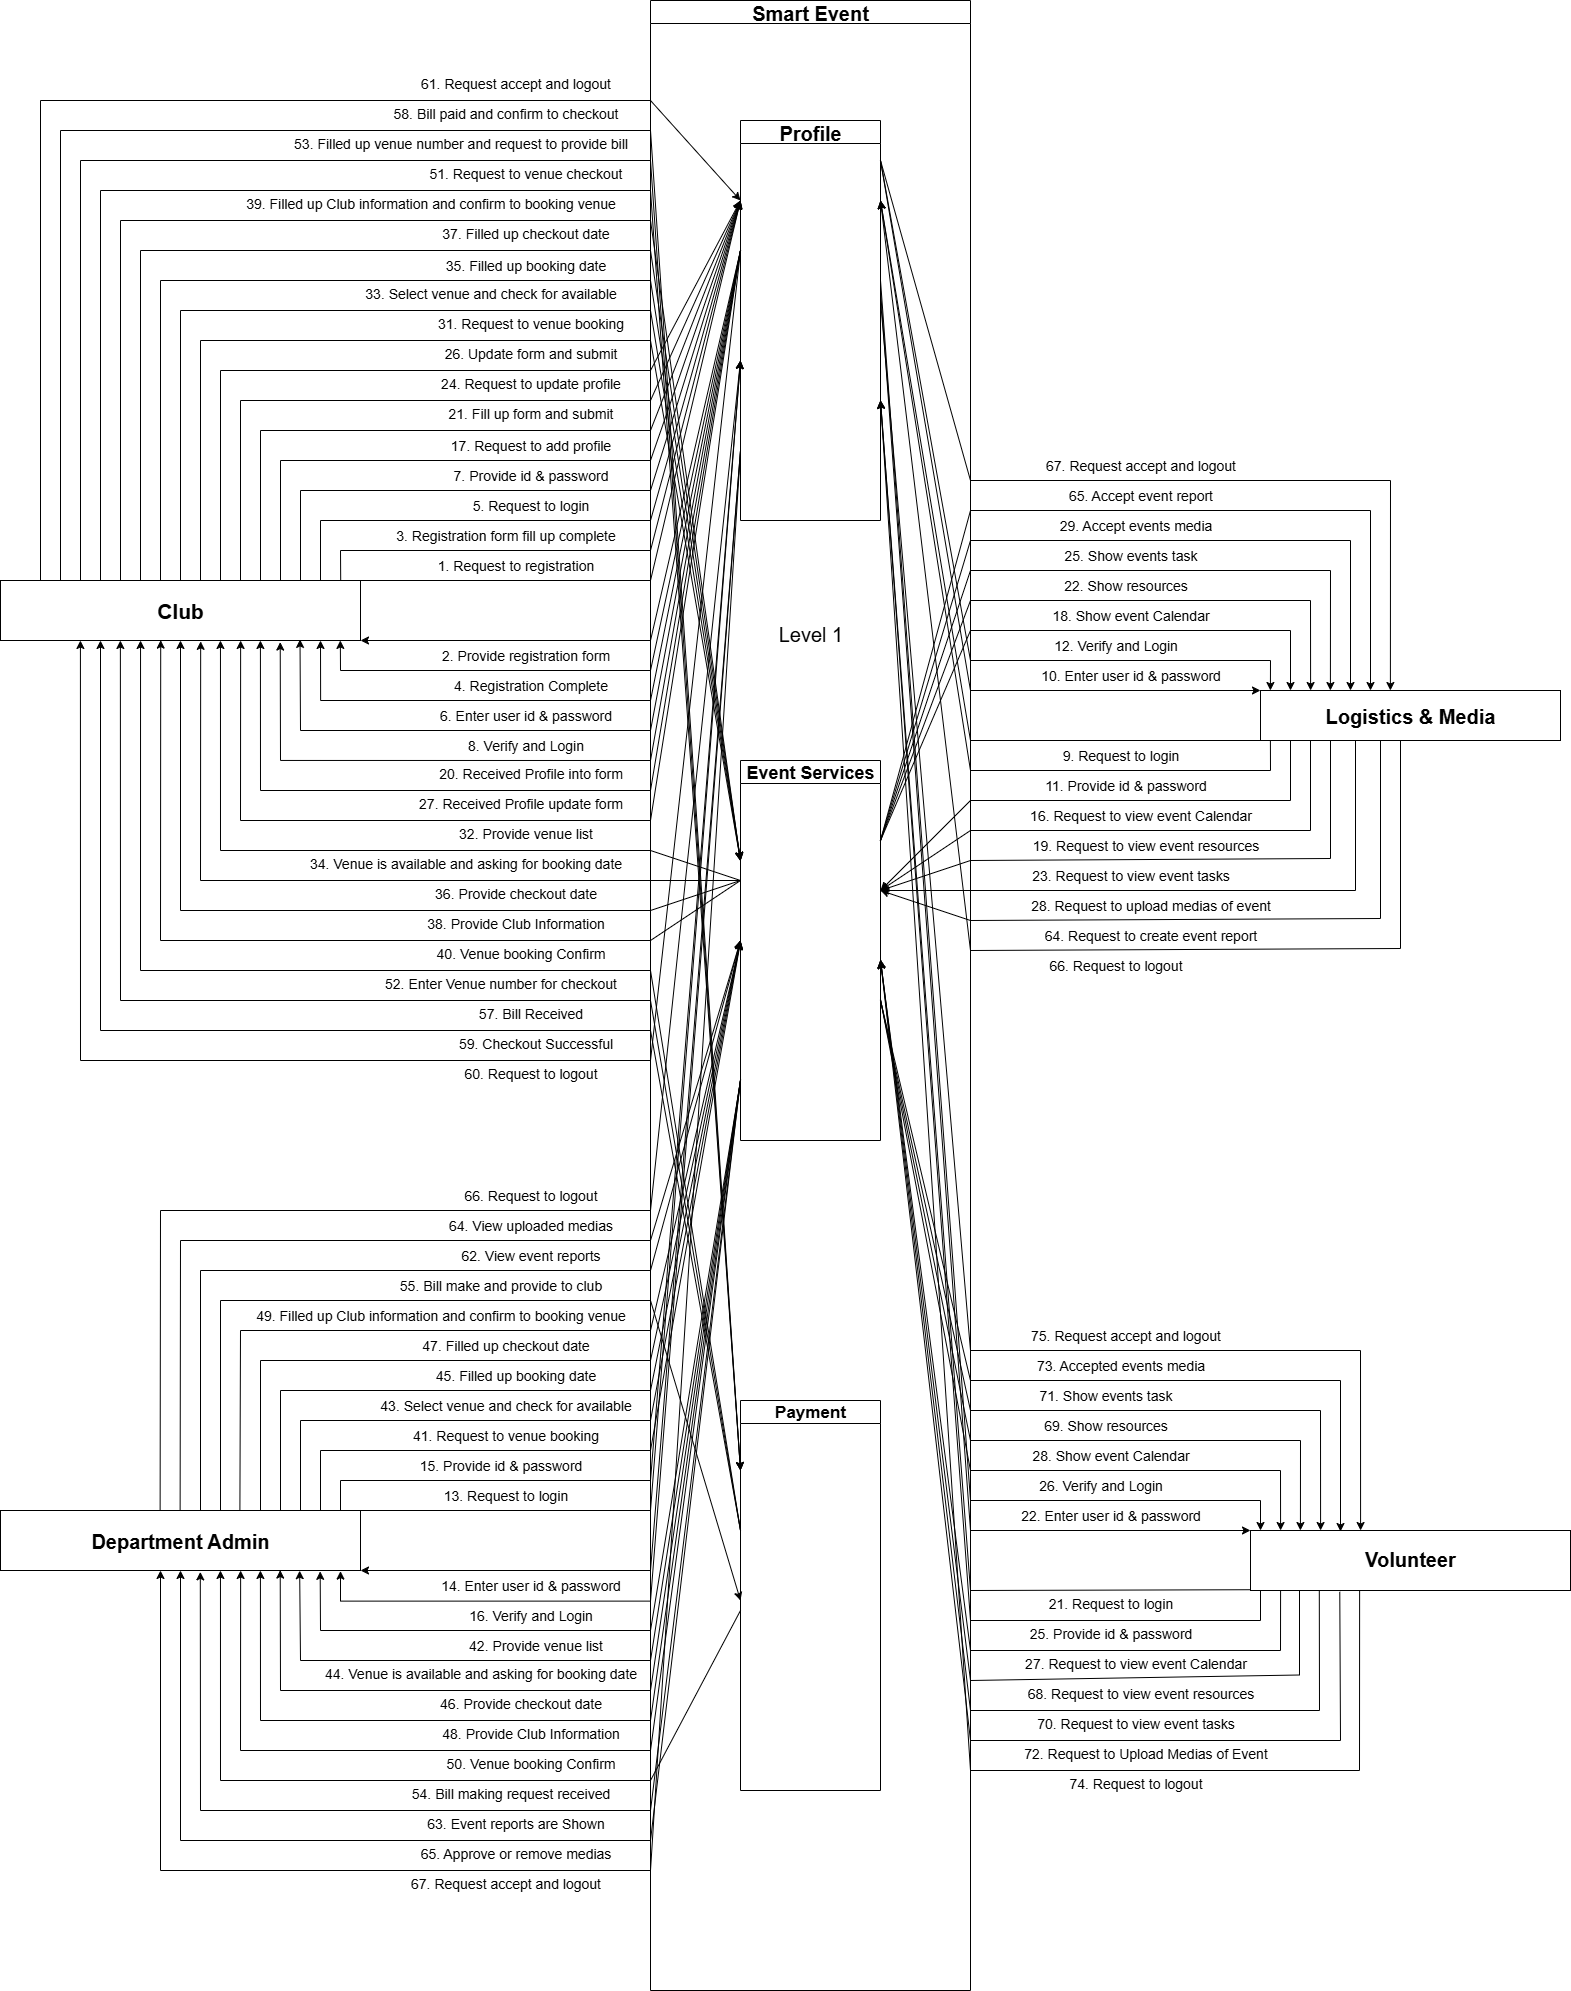 Smart Event
61. Request accept and logout
58. Bill paid and confirm to checkout
53. Filled up venue number and request to provide bill
51. Request to venue checkout
39. Filled up Club information and confirm to booking venue
37. Filled up checkout date
35. Filled up booking date
33. Select venue and check for available
31. Request to venue booking
26. Update form and submit
24. Request to update profile
21. Fill up form and submit
17. Request to add profile
7. Provide id & password
5. Request to login
3. Registration form fill up complete
1. Request to registration
Club
2. Provide registration form
4. Registration Complete
6. Enter user id & password
8. Verify and Login
20. Received Profile into form
27. Received Profile update form
32. Provide venue list
34. Venue is available and asking for booking date
36. Provide checkout date
38. Provide Club Information
40. Venue booking Confirm
52. Enter Venue number for checkout
57. Bill Received
59. Checkout Successful
60. Request to logout
Profile
Level 1
Event Services
Payment
67. Request accept and logout
65. Accept event report
29. Accept events media
25. Show events task
22. Show resources
18. Show event Calendar
12. Verify and Login
10. Enter user id & password
Logistics & Media
9. Request to login
11. Provide id & password
16. Request to view event Calendar
19. Request to view event resources
23. Request to view event tasks
28. Request to upload medias of event
64. Request to create event report
66. Request to logout
66. Request to logout
64. View uploaded medias
62. View event reports
55. Bill make and provide to club
49. Filled up Club information and confirm to booking venue
47. Filled up checkout date
45. Filled up booking date
43. Select venue and check for available
41. Request to venue booking
15. Provide id & password
13. Request to login
Department Admin
14. Enter user id & password
16. Verify and Login
42. Provide venue list
44. Venue is available and asking for booking date
46. Provide checkout date
48. Provide Club Information
50. Venue booking Confirm
54. Bill making request received
63. Event reports are Shown
65. Approve or remove medias
67. Request accept and logout
75. Request accept and logout
73. Accepted events media
71. Show events task
69. Show resources
28. Show event Calendar
26. Verify and Login
22. Enter user id & password
Volunteer
21. Request to login
25. Provide id & password
27. Request to view event Calendar
68. Request to view event resources
70. Request to view event tasks
72. Request to Upload Medias of Event
74. Request to logout